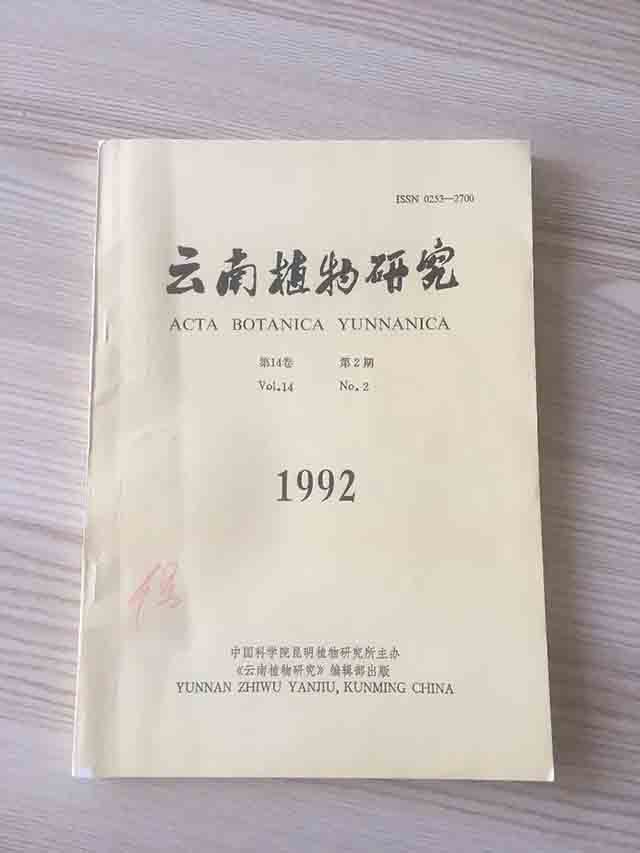 ISSN 0253—2700
云南植物研究
ACTA BOTANICA YUNNANICA
第14卷 第2期
Vol.14 No.2
1992
中国科学院昆明植物研究所主办
《云南植物研究》编辑部出版
YUNNAN ZHIWU YANJIU, KUNMING CHINA